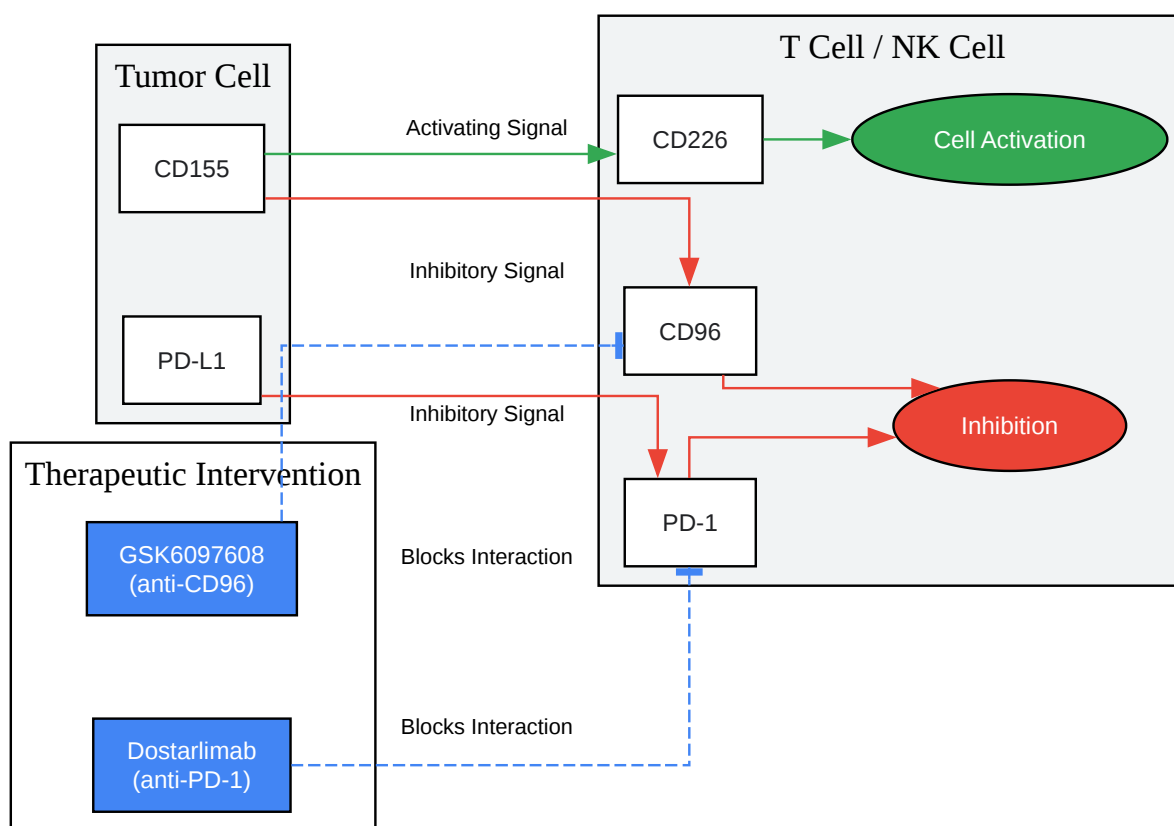 T Cell / NK Cell
Tumor Cell
Activating Signal
CD226
Cell Activation
CD155
Inhibitory Signal
CD96
PD-L1
Inhibitory Signal
Inhibition
Therapeutic Intervention
PD-1
GSK6097608
(anti-CD96)
Blocks Interaction
Blocks Interaction
Dostarlimab
(anti-PD-1)